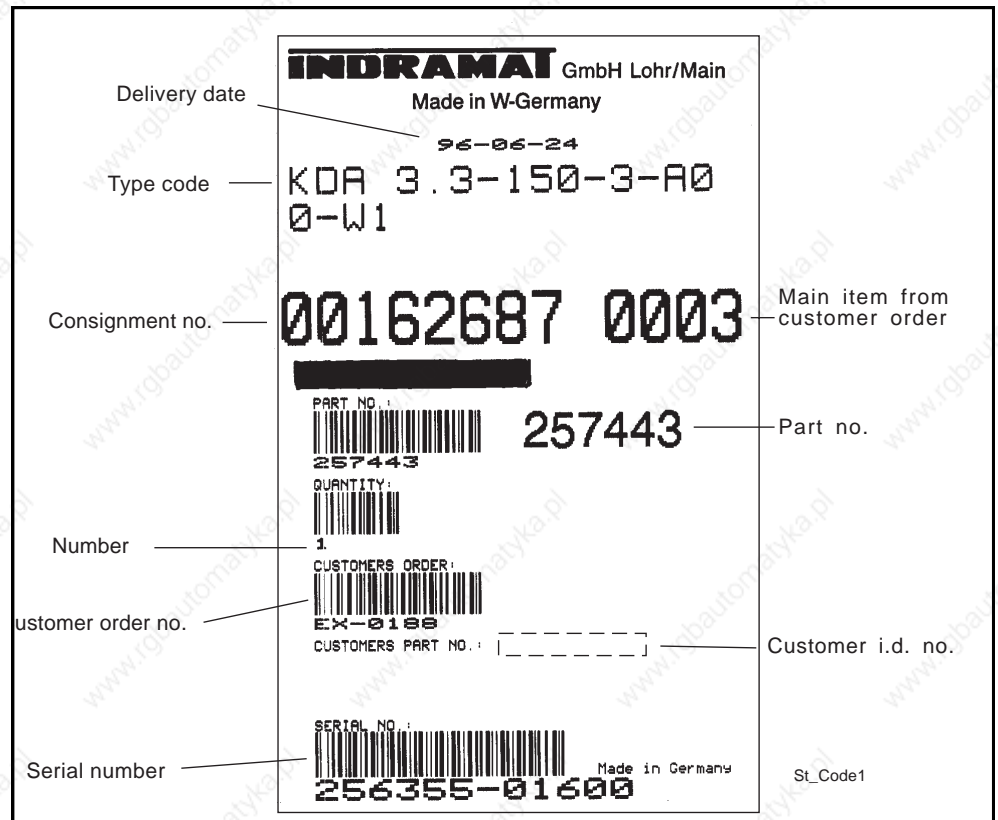 INDRAMAT GmbH Lohr/Main
Made in W-Germany
Delivery date
96-06-24
Type code
KDA 3.3-150-3-A0
0-W1
Consignment no.
00162687 0003
Main item from
customer order
PART NO.:
257443
257443
Part no.
QUANTITY:
1
Number
CUSTOMERS ORDER:
EX-0188
ustomer order no.
CUSTOMERS PART NO.:
Customer i.d. no.
SERIAL NO.:
256355-01600
Serial number
Made in Germany
St_Code1
www.rgbautomatyka.pl